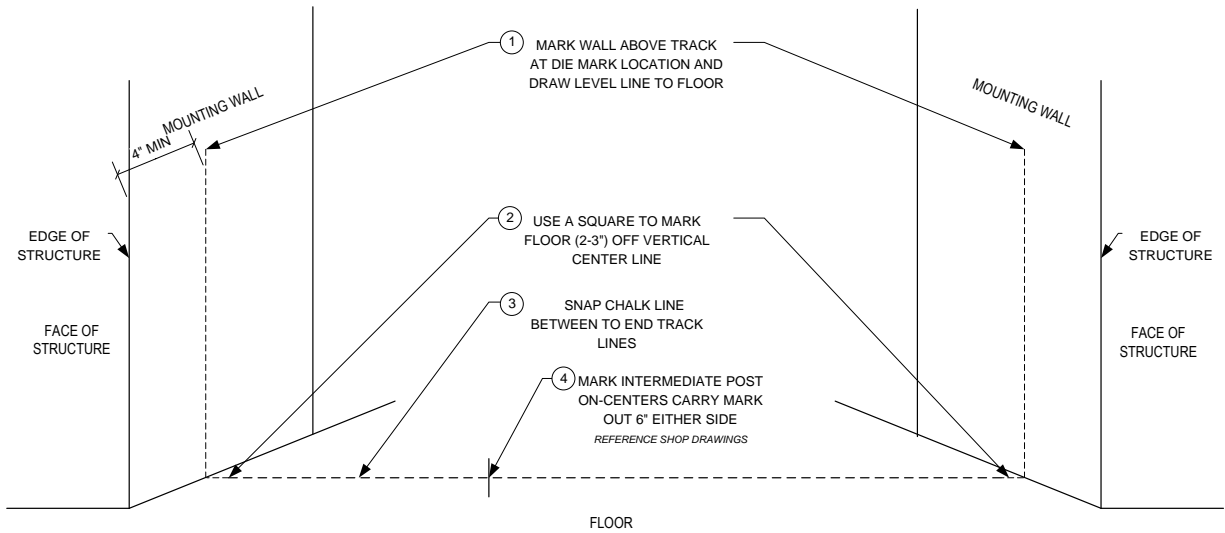 1
MARK WALL ABOVE TRACK
AT DIE MARK LOCATION AND
DRAW LEVEL LINE TO FLOOR
MOUNTING WALL
4" MIN
MOUNTING WALL
2
USE A SQUARE TO MARK
FLOOR (2-3") OFF VERTICAL
CENTER LINE
EDGE OF
STRUCTURE
EDGE OF
STRUCTURE
3
SNAP CHALK LINE
BETWEEN TO END TRACK
LINES
FACE OF
STRUCTURE
FACE OF
STRUCTURE
4
MARK INTERMEDIATE POST
ON-CENTERS CARRY MARK
OUT 6" EITHER SIDE
REFERENCE SHOP DRAWINGS
FLOOR